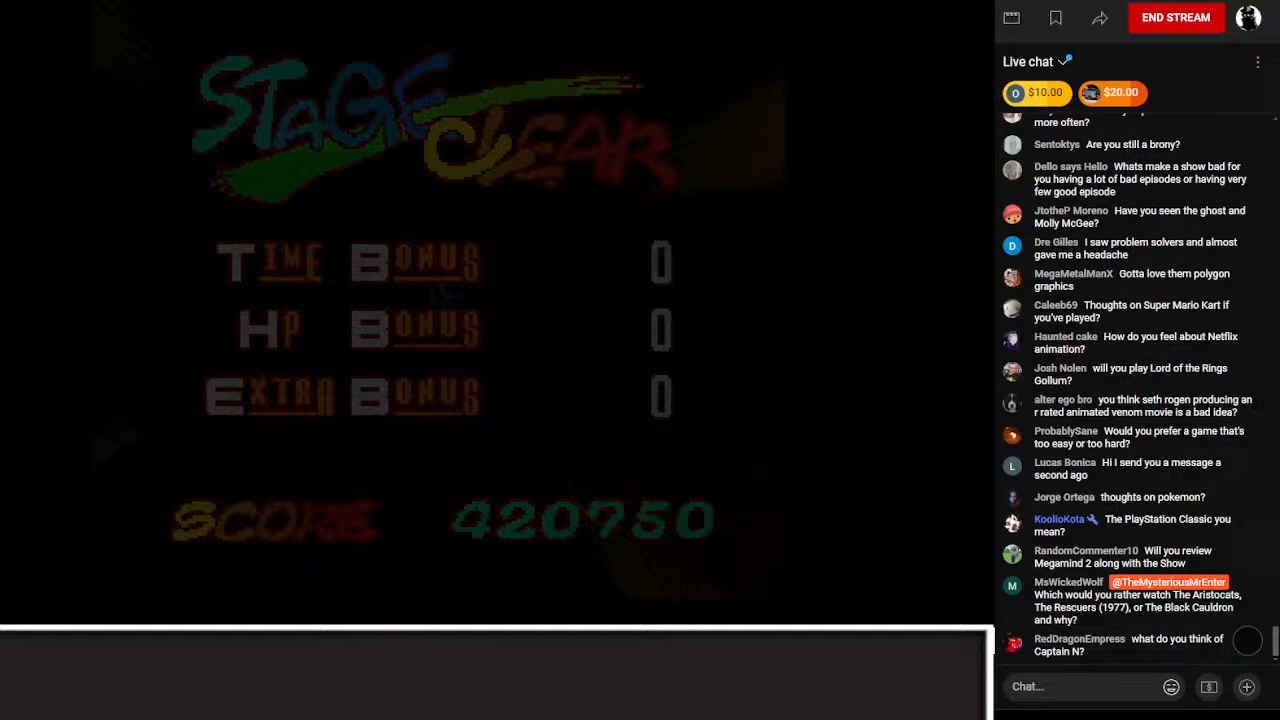 STAGE
CLEAR
TIME BONUS 0
HP BONUS 0
EXTRA BONUS 0
SCORE 420750
END STREAM
Live chat
O $10.00 $20.00
more often?
Sentoktys Are you still a brony?
Dello says Hello Whats make a show bad for
you having a lot of bad episodes or having very
few good episode
JtotheP Moreno Have you seen the ghost and
Molly McGee?
D Dre Gilles I saw problem solvers and almost
gave me a headache
MegaMetalManX Gotta love them polygon
graphics
Caleeb69 Thoughts on Super Mario Kart if
you've played?
Haunted cake How do you feel about Netflix
animation?
Josh Nolen will you play Lord of the Rings
Gollum?
alter ego bro you think seth rogen producing an
r rated animated venom movie is a bad idea?
ProbablySane Would you prefer a game that's
too easy or too hard?
L Lucas Bonica Hi I send you a message a
second ago
Jorge Ortega thoughts on pokemon?
KoolioKota The PlayStation Classic you
mean?
RandomCommenter10 Will you review
Megamind 2 along with the Show
M MsWickedWolf @TheMysteriousMrEnter
Which would you rather watch The Aristocats,
The Rescuers (1977), or The Black Cauldron
and why?
RedDragonEmpress what do you think of
Captain N?
Chat...